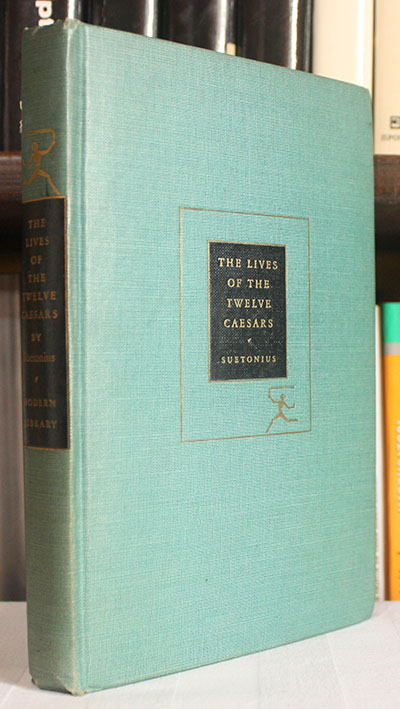 THE
LIVES
OF
THE
TWELVE
CAESARS
BY
Suetonius
MODERN
LIBRARY
THE LIVES
OF THE
TWELVE
CAESARS
SUETONIUS